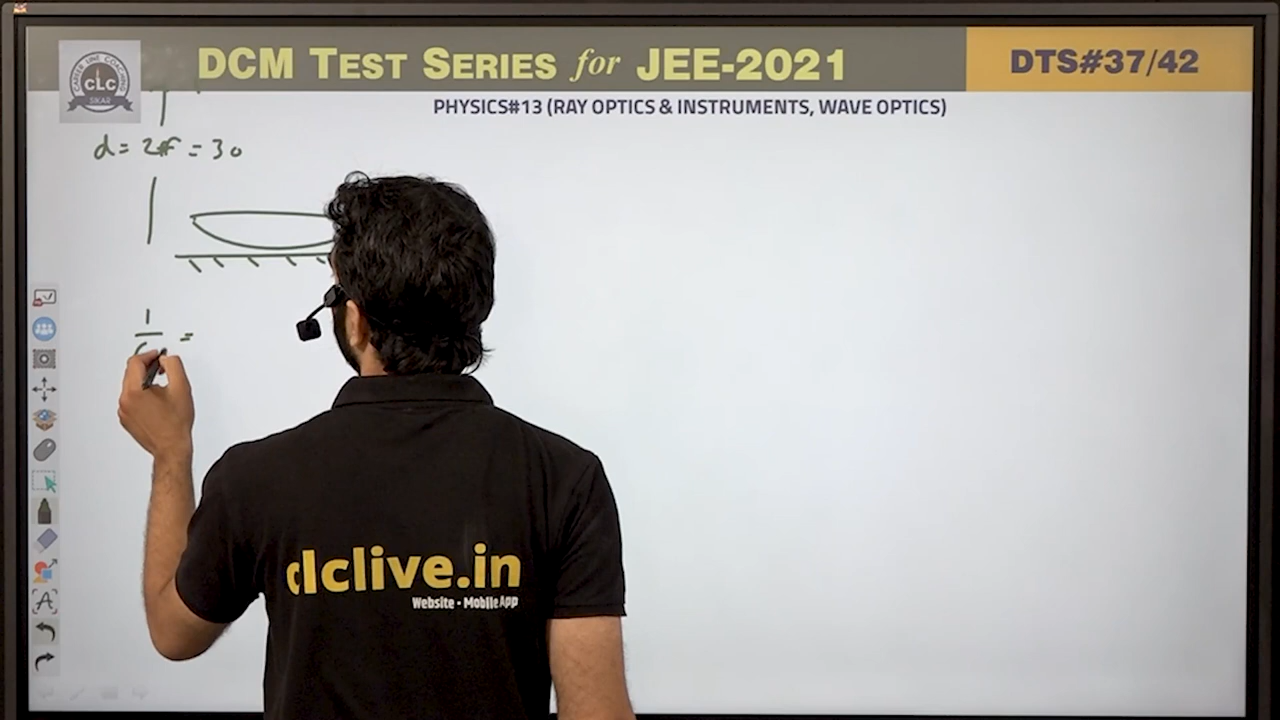 DCM TEST SERIES for JEE-2021
DTS#37/42
CAREER LINE COACHING
CLC
SIKAR
PHYSICS#13 (RAY OPTICS & INSTRUMENTS, WAVE OPTICS)
d = 2f = 30
1
=
clclive.in
Website • Mobile App